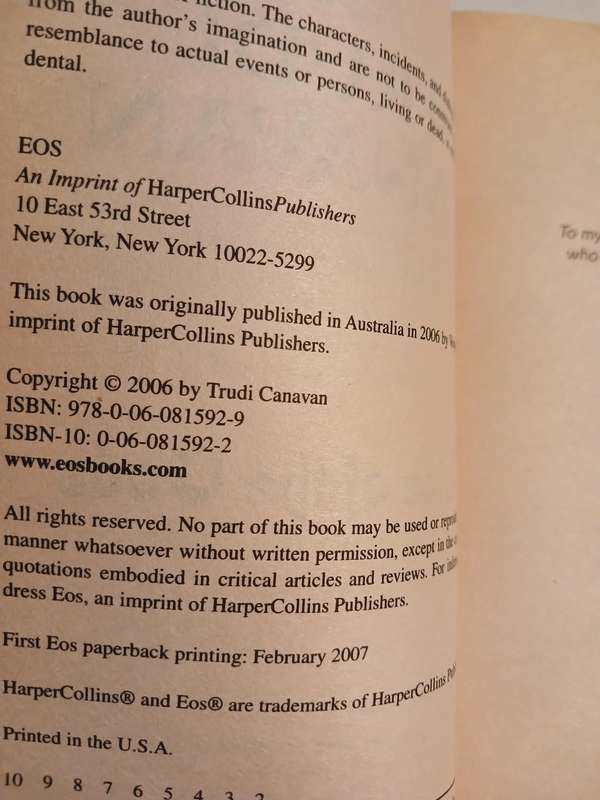 fiction. The characters, incidents, and
from the author's imagination and are not to be
resemblance to actual events or persons, living or dead,
dental.
EOS
An Imprint of HarperCollinsPublishers
10 East 53rd Street
New York, New York 10022-5299
This book was originally published in Australia in 2006 by
imprint of HarperCollins Publishers.
Copyright © 2006 by Trudi Canavan
ISBN: 978-0-06-081592-9
ISBN-10: 0-06-081592-2
www.eosbooks.com
All rights reserved. No part of this book may be used or
manner whatsoever without written permission, except in the
quotations embodied in critical articles and reviews. For
dress Eos, an imprint of HarperCollins Publishers.
First Eos paperback printing: February 2007
HarperCollins® and Eos® are trademarks of HarperCollins
Printed in the U.S.A.
10 9 8 7 6 5 4 3 2
To my
who